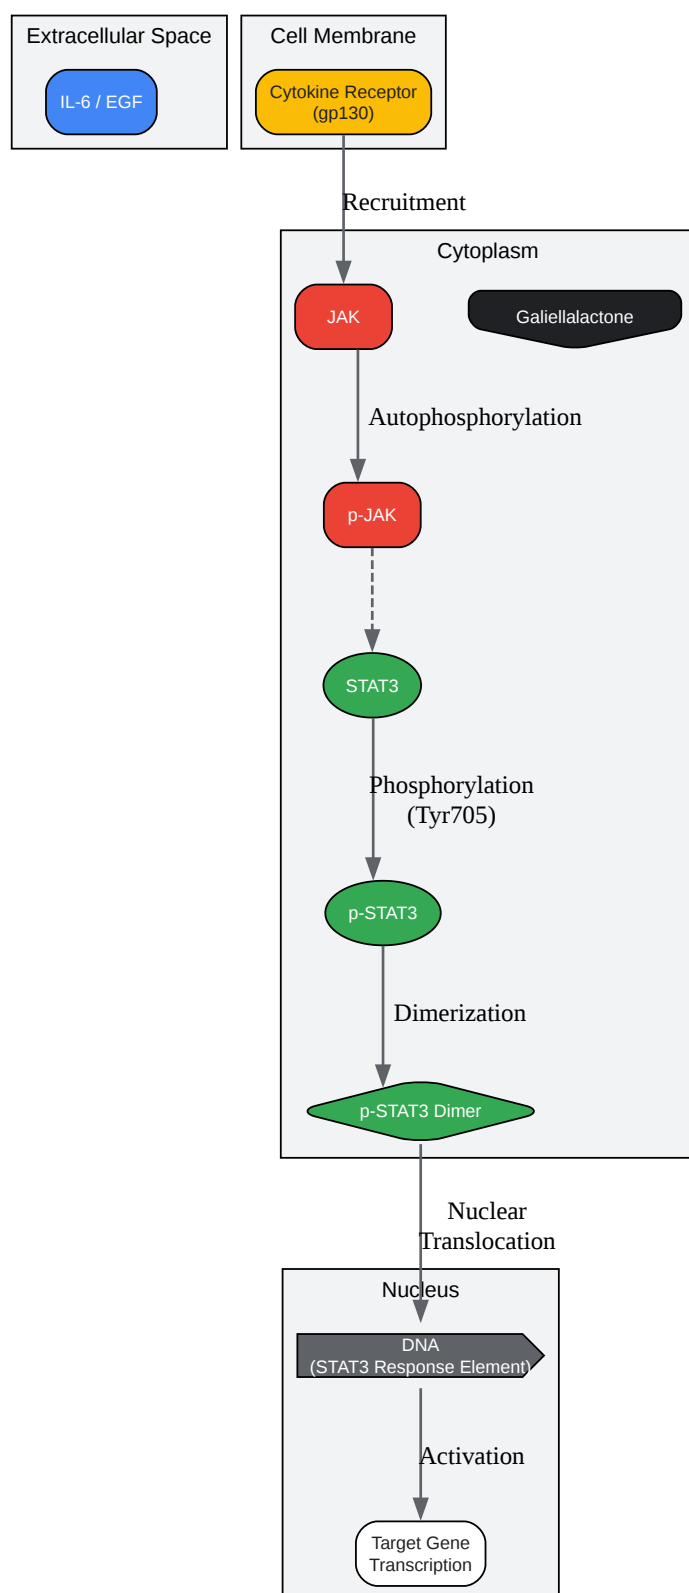 Extracellular Space
Cell Membrane
IL-6 / EGF
Cytokine Receptor
(gp130)
Recruitment
Cytoplasm
JAK
Galiellalactone
Autophosphorylation
p-JAK
STAT3
Phosphorylation
(Tyr705)
p-STAT3
Dimerization
p-STAT3 Dimer
Nuclear
Translocation
Nucleus
DNA
(STAT3 Response Element)
Activation
Target Gene
Transcription